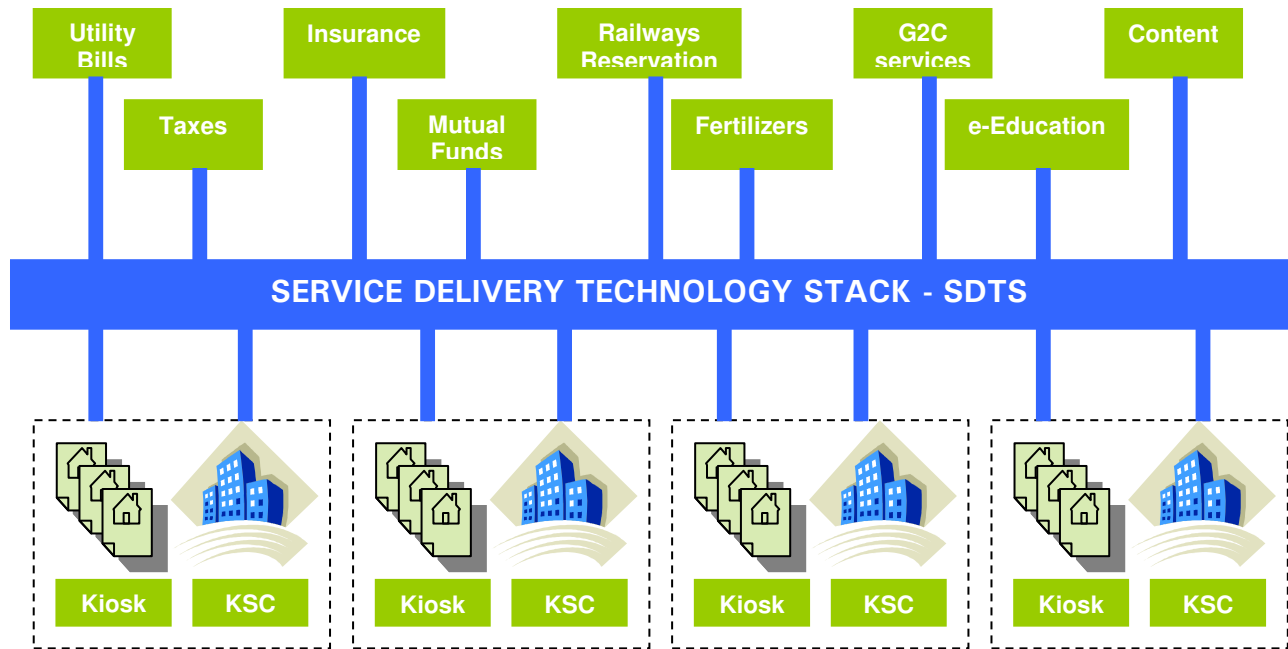 Utility
Bills
Insurance
Railways
Reservation
G2C
services
Content
Taxes
Mutual
Funds
Fertilizers
e-Education
SERVICE DELIVERY TECHNOLOGY STACK - SDTS
Kiosk
KSC
Kiosk
KSC
Kiosk
KSC
Kiosk
KSC